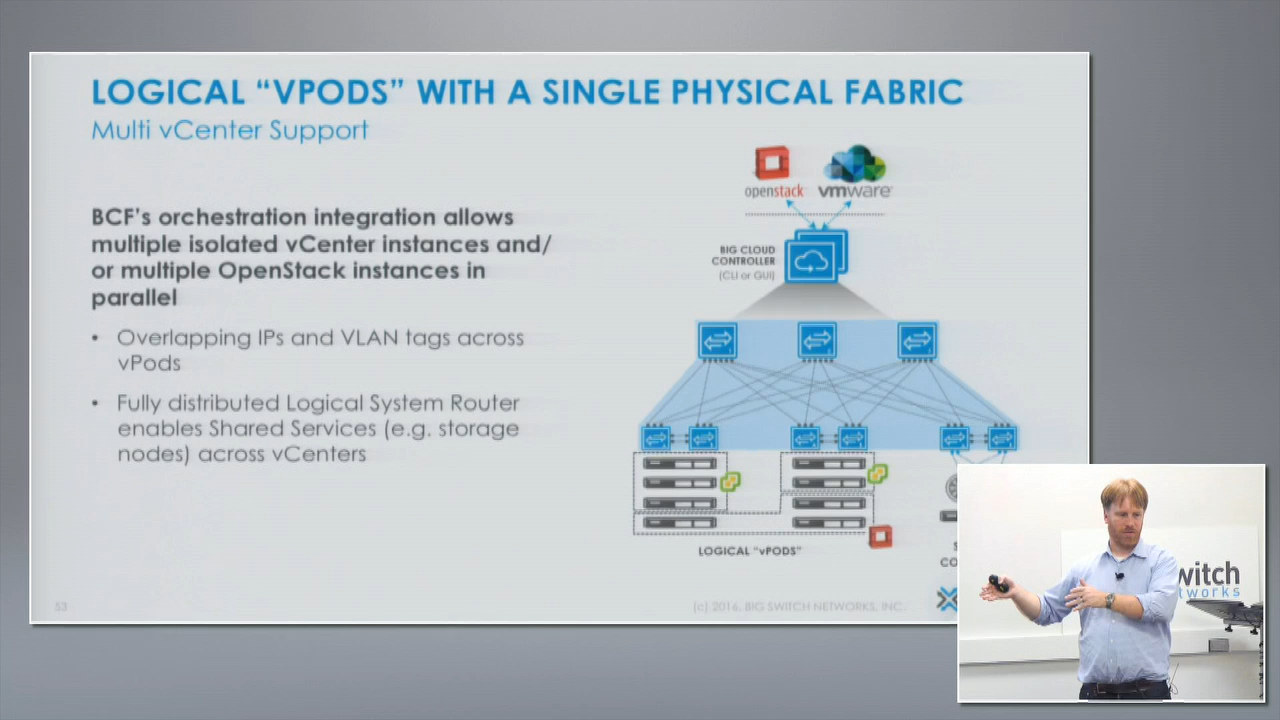 LOGICAL “VPODS” WITH A SINGLE PHYSICAL FABRIC
Multi vCenter Support
BCF's orchestration integration allows
multiple isolated vCenter instances and/
or multiple OpenStack instances in
parallel
• Overlapping IPs and VLAN tags across
vPods
• Fully distributed Logical System Router
enables Shared Services (e.g. storage
nodes) across vCenters
openstack
vmware
BIG CLOUD
CONTROLLER
(CLI or GUI)
LOGICAL “vPODS”
S
CO
53
(c) 2016, BIG SWITCH NETWORKS, INC.
witch
tworks